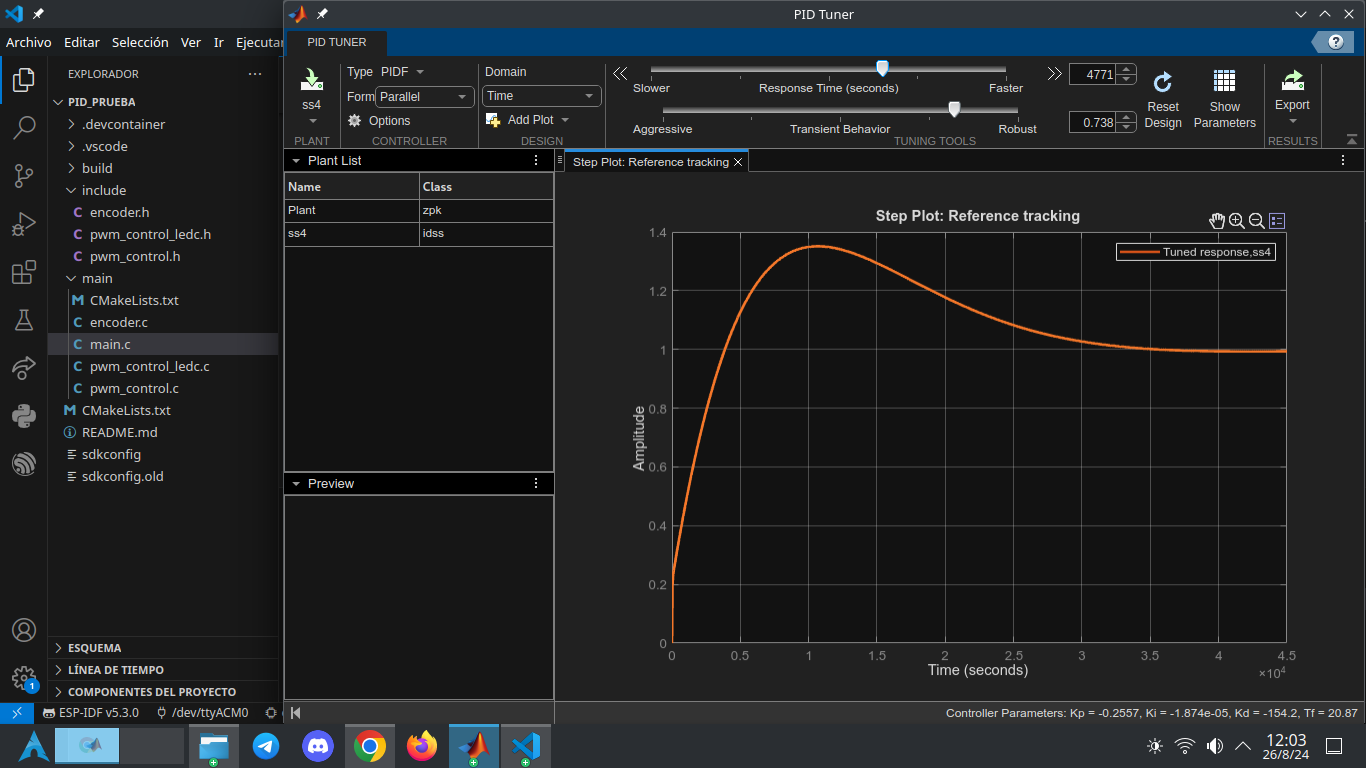 PID Tuner
Archivo Editar Selección Ver Ir Ejecutar
PID TUNER
EXPLORADOR
PID_PRUEBA
.devcontainer
.vscode
build
include
encoder.h
pwm_control_ledc.h
pwm_control.h
main
CMakeLists.txt
encoder.c
main.c
pwm_control_ledc.c
pwm_control.c
CMakeLists.txt
README.md
sdkconfig
sdkconfig.old
ESQUEMA
LÍNEA DE TIEMPO
COMPONENTES DEL PROYECTO
1
ESP-IDF v5.3.0 /dev/ttyACM0
ss4
PLANT
Type PIDF
Form Parallel
Options
CONTROLLER
Domain
Time
Add Plot
DESIGN
Slower Response Time (seconds) Faster
Aggressive Transient Behavior Robust
4771
0.738
Reset Design
Show Parameters
TUNING TOOLS
Export
RESULTS
Plant List
Name Class
Plant zpk
ss4 idss
Preview
Step Plot: Reference tracking
Step Plot: Reference tracking
Tuned response,ss4
1.4
1.2
1
0.8
0.6
0.4
0.2
0
Amplitude
0 0.5 1 1.5 2 2.5 3 3.5 4 4.5
Time (seconds)
×10⁴
Controller Parameters: Kp = -0.2557, Ki = -1.874e-05, Kd = -154.2, Tf = 20.87
12:03
26/8/24